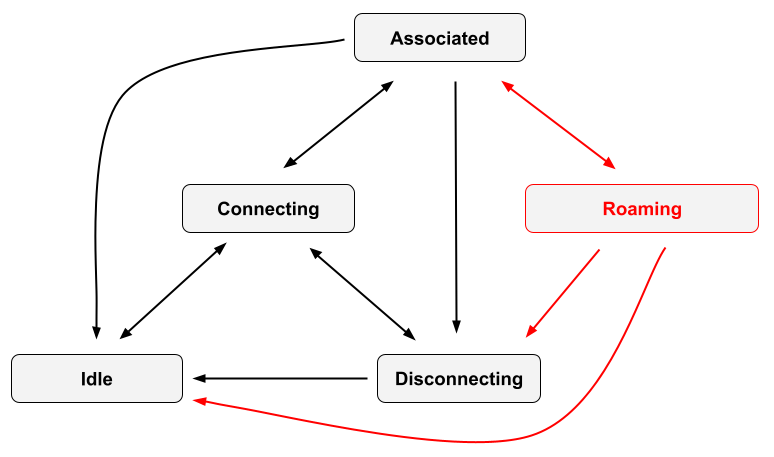 Associated
Connecting
Roaming
Idle
Disconnecting